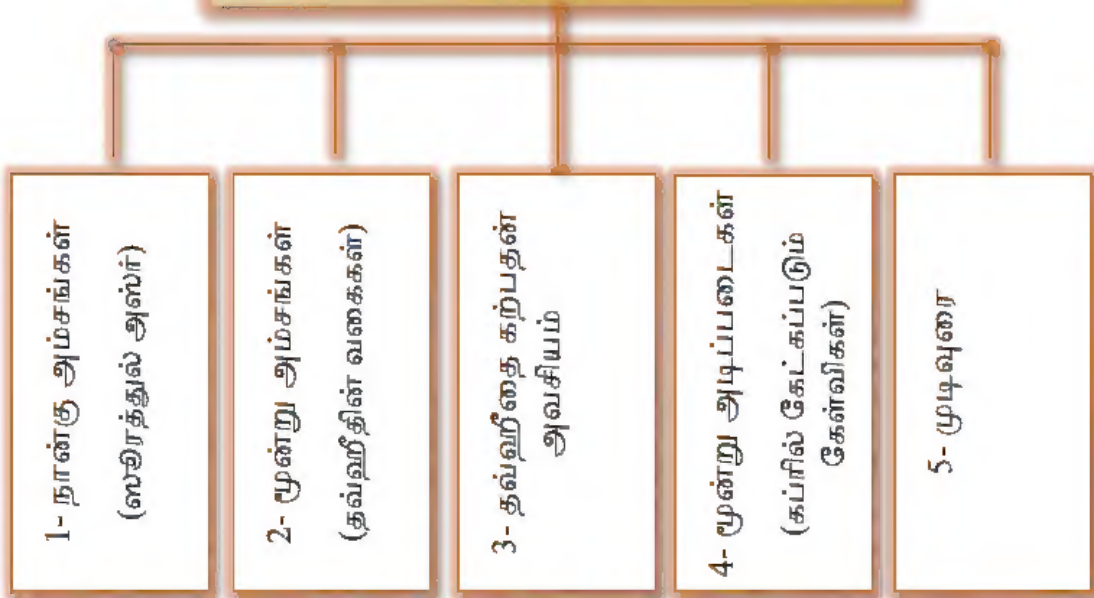 1- நான்கு அம்சங்கள்
(ஸூரத்துல் அஸ்ர்)
2- மூன்று அம்சங்கள்
(தவ்ஹீதின் வகைகள்)
3- தவ்ஹீதை கற்பதன்
அவசியம்
4- மூன்று அடிப்படைகள்
(கப்ரில் கேட்கப்படும்
கேள்விகள்)
5- முடிவுரை